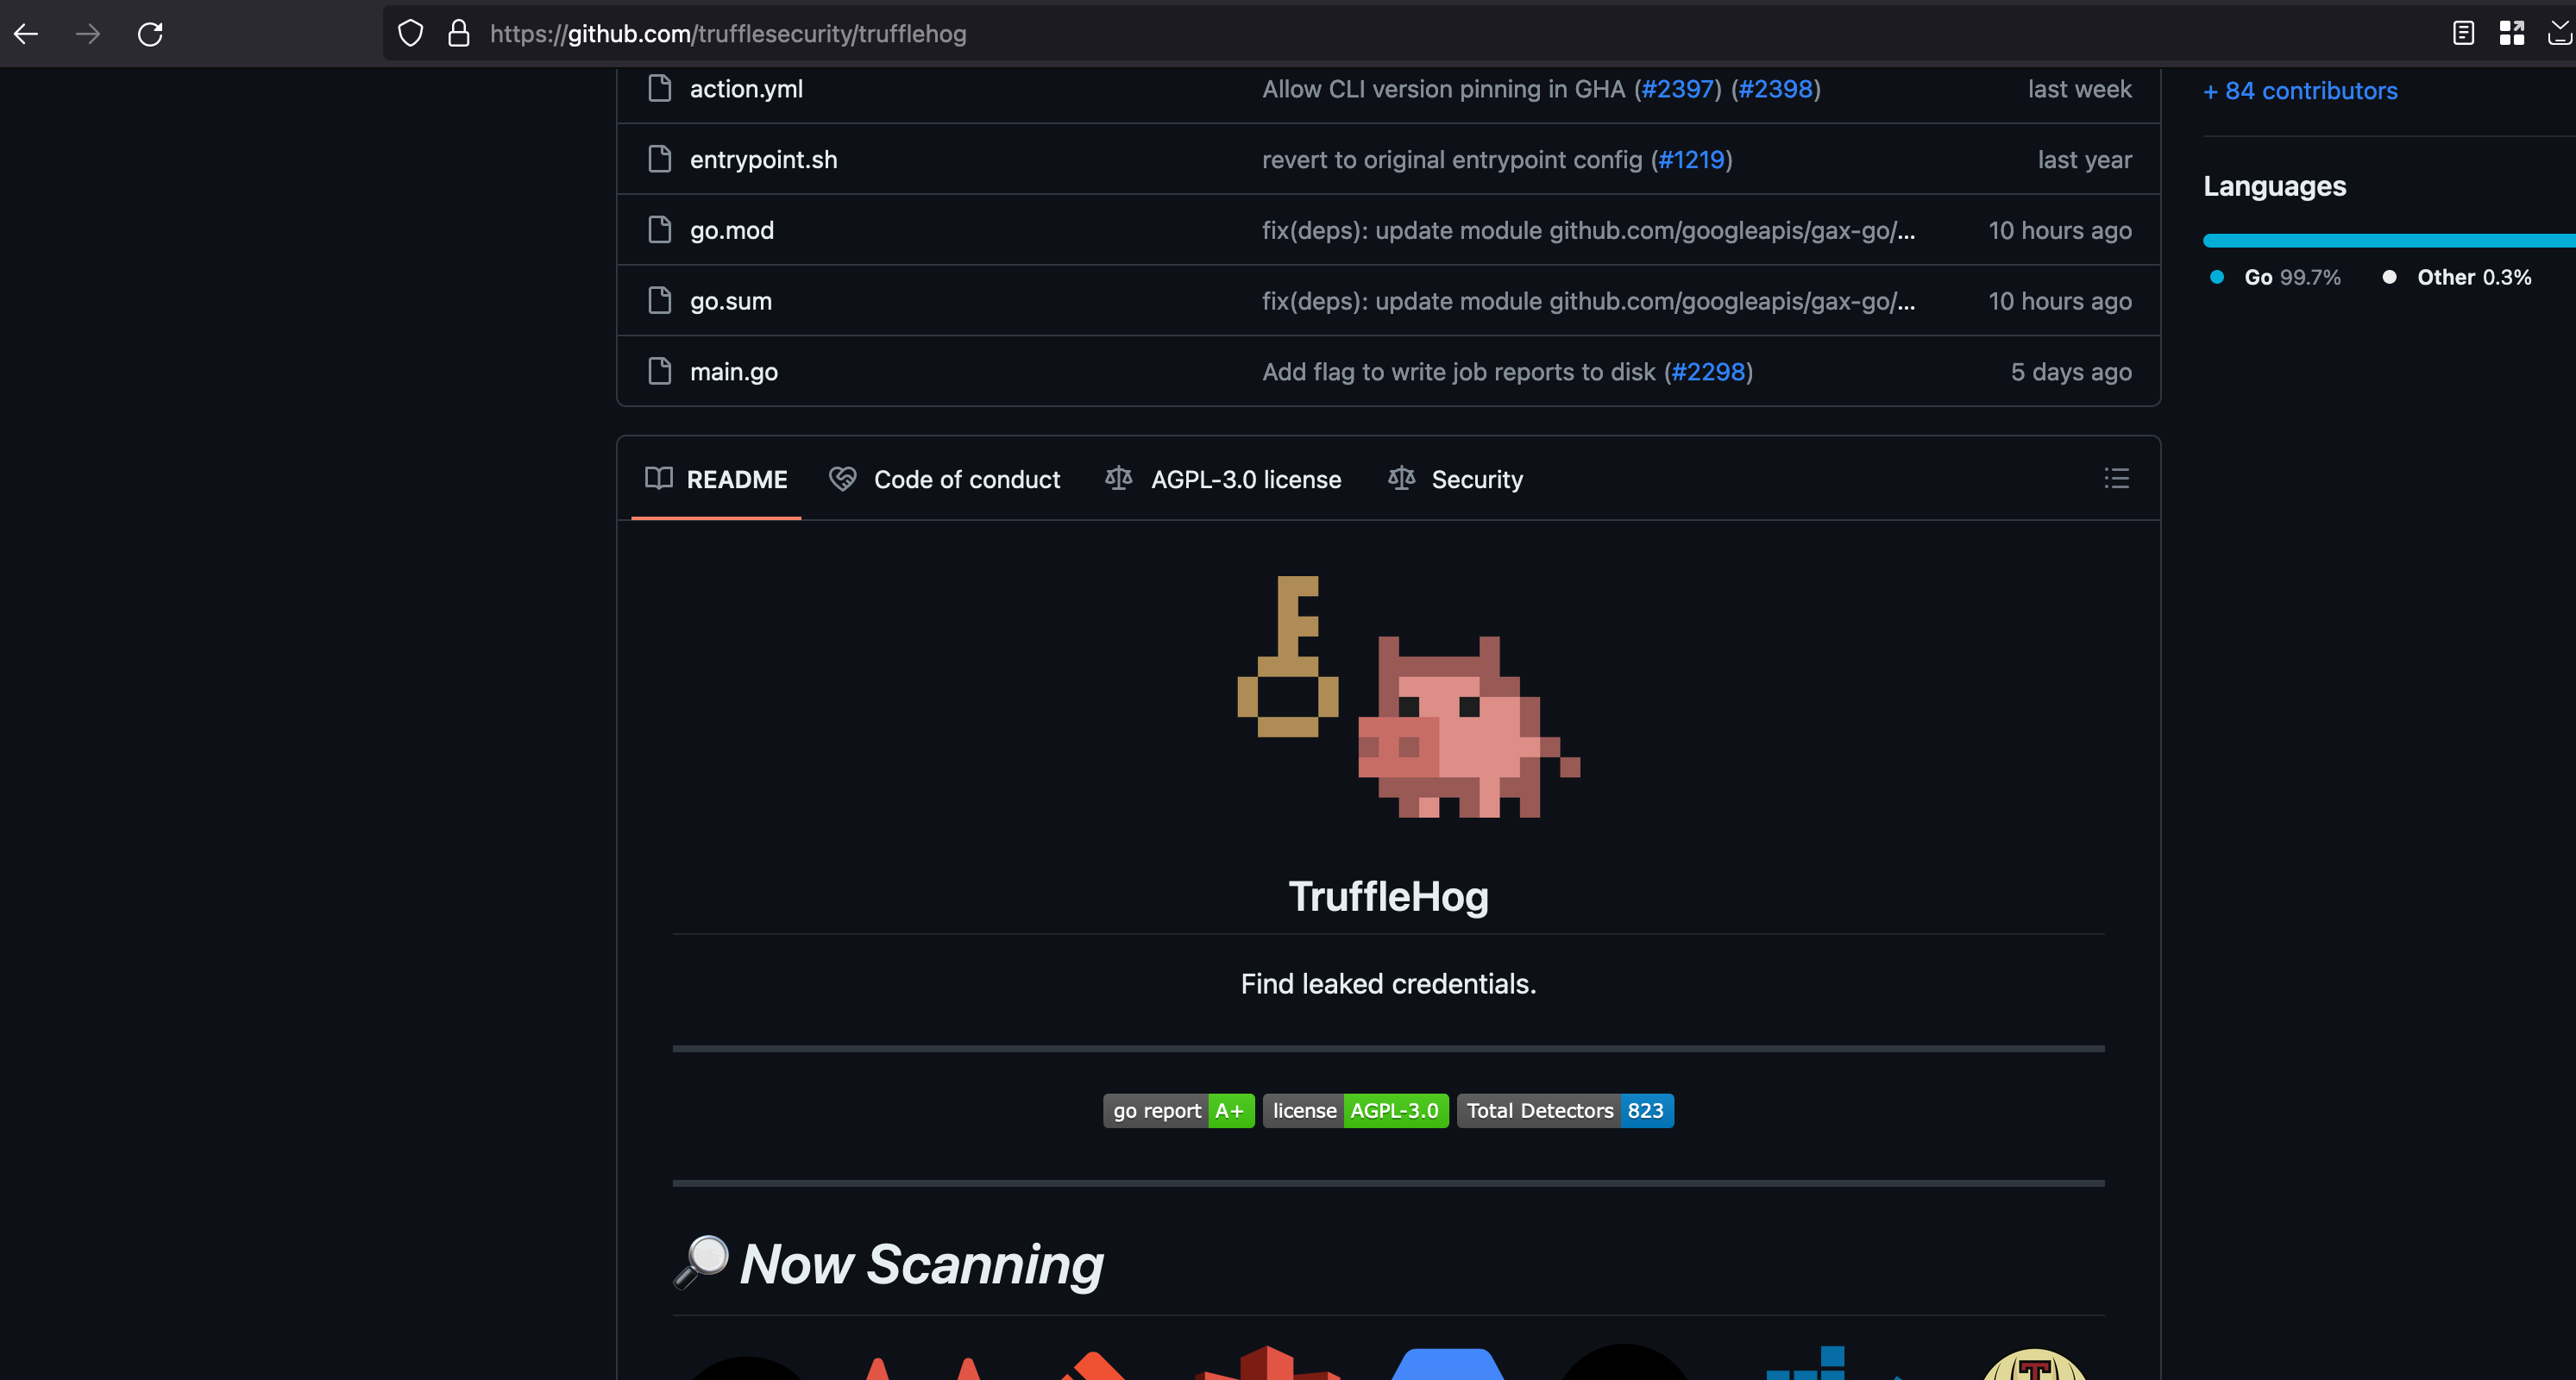 https://github.com/trufflesecurity/trufflehog
action.yml Allow CLI version pinning in GHA (#2397) (#2398) last week
entrypoint.sh revert to original entrypoint config (#1219) last year
go.mod fix(deps): update module github.com/googleapis/gax-go/... 10 hours ago
go.sum fix(deps): update module github.com/googleapis/gax-go/... 10 hours ago
main.go Add flag to write job reports to disk (#2298) 5 days ago
+ 84 contributors
Languages
Go 99.7% Other 0.3%
README Code of conduct AGPL-3.0 license Security
TruffleHog
Find leaked credentials.
go report A+ license AGPL-3.0 Total Detectors 823
Now Scanning
T